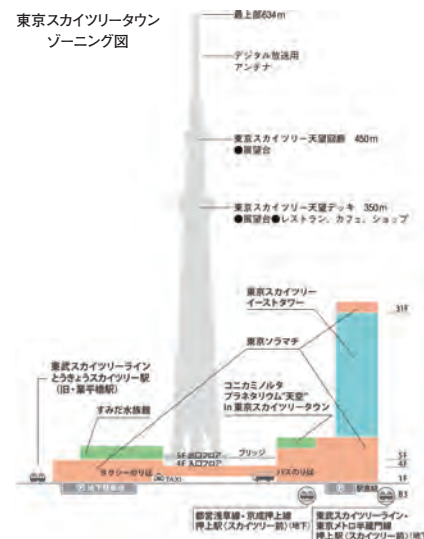 東京スカイツリータウン
ゾーニング図
最上部634m
デジタル放送用
アンテナ
東京スカイツリー天望回廊 450m
●展望台
東京スカイツリー天望デッキ 350m
●展望台●レストラン、カフェ、ショップ
東京スカイツリー
イーストタワー
31F
東京ソラマチ
東武スカイツリーライン
とうきょうスカイツリー駅
(旧・業平橋駅)
コニカミノルタ
プラネタリウム“天空”
in 東京スカイツリータウン
すみだ水族館
5F 出口フロア
ブリッジ
5F
4F 入口フロア
4F
タクシーのりば
バスのりば
TAXI
1F
P 地下駐車場
P
駐車場
B3
都営浅草線・京成押上線
押上駅(スカイツリー前)(地下)
東武スカイツリーライン・
東京メトロ半蔵門線
押上駅(スカイツリー前)(地下)